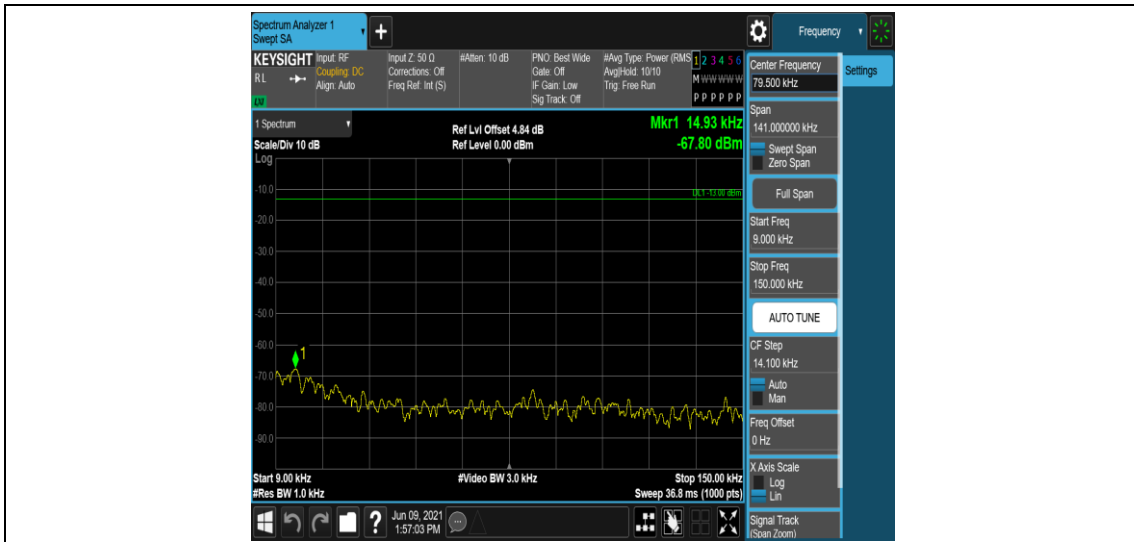 Spectrum Analyzer 1
Swept SA
+
Frequency
KEYSIGHT
RL
LXI
Input: RF
Coupling: DC
Align: Auto
Input Z: 50 Ω
Corrections: Off
Freq Ref: Int (S)
#Atten: 10 dB
PNO: Best Wide
Gate: Off
IF Gain: Low
Sig Track: Off
#Avg Type: Power (RMS
Avg|Hold: 10/10
Trig: Free Run
1 2 3 4 5 6
M W W W W W
P P P P P P
1 Spectrum
Scale/Div 10 dB
Log
Ref Lvl Offset 4.84 dB
Ref Level 0.00 dBm
Mkr1 14.93 kHz
-67.80 dBm
DL1 -13.00 dBm
-10.0
-20.0
-30.0
-40.0
-50.0
-60.0
-70.0
-80.0
-90.0
1
Start 9.00 kHz
#Res BW 1.0 kHz
#Video BW 3.0 kHz
Stop 150.00 kHz
Sweep 36.8 ms (1000 pts)
?
Jun 09, 2021
1:57:03 PM
Center Frequency
79.500 kHz
Span
141.000000 kHz
Swept Span
Zero Span
Full Span
Start Freq
9.000 kHz
Stop Freq
150.000 kHz
AUTO TUNE
CF Step
14.100 kHz
Auto
Man
Freq Offset
0 Hz
X Axis Scale
Log
Lin
Signal Track
(Span Zoom)
Settings